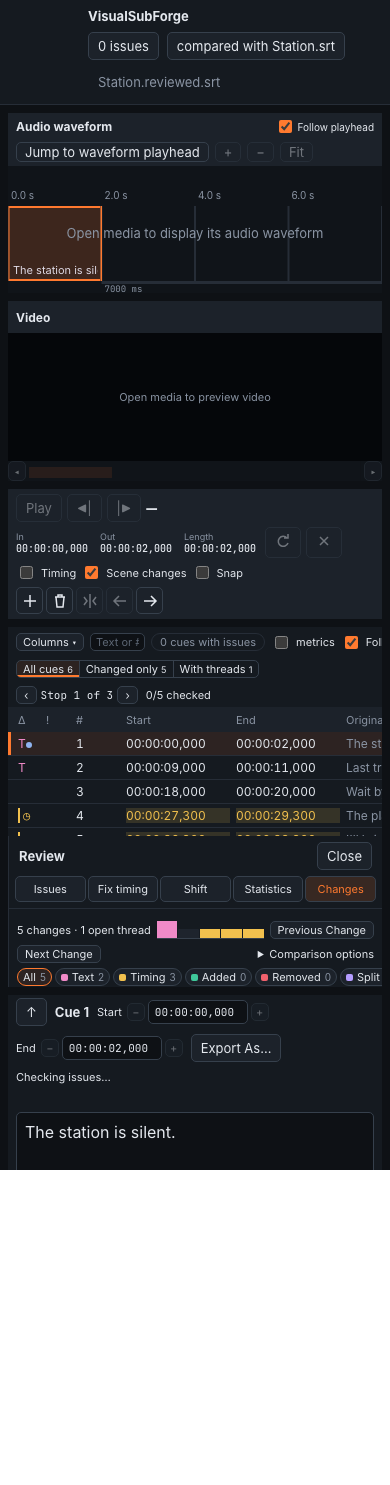 VisualSubForge
0 issues compared with Station.srt
Station.reviewed.srt
Audio waveform Follow playhead
Jump to waveform playhead + − Fit
0.0 s 2.0 s 4.0 s 6.0 s
Open media to display its audio waveform
The station is sil
7000 ms
Video
Open media to preview video
Play
In Out Length
00:00:00,000 00:00:02,000 00:00:02,000
Timing Scene changes Snap
Columns Text or 0 cues with issues metrics Foll
All cues 6 Changed only 5 With threads 1
‹ Stop 1 of 3 › 0/5 checked
Δ ! # Start End Origina
T 1 00:00:00,000 00:00:02,000 The st
T 2 00:00:09,000 00:00:11,000 Last tr
3 00:00:18,000 00:00:20,000 Wait b
4 00:00:27,300 00:00:29,300 The pl
Review Close
Issues Fix timing Shift Statistics Changes
5 changes · 1 open thread Previous Change
Next Change ▶ Comparison options
All 5 Text 2 Timing 3 Added 0 Removed 0 Split
↑ Cue 1 Start − 00:00:00,000 +
End − 00:00:02,000 + Export As...
Checking issues...
The station is silent.